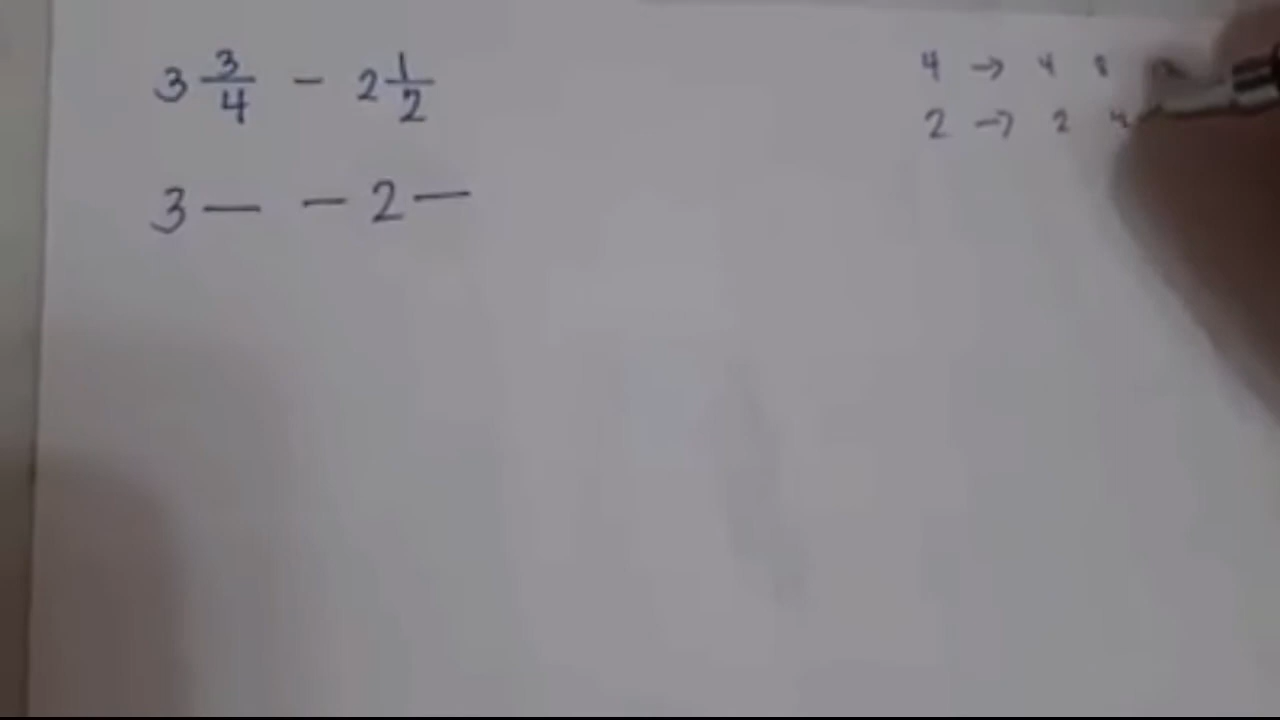 3 3/4 - 2 1/2
4 → 4 8
2 → 2 4
3 — - 2 —